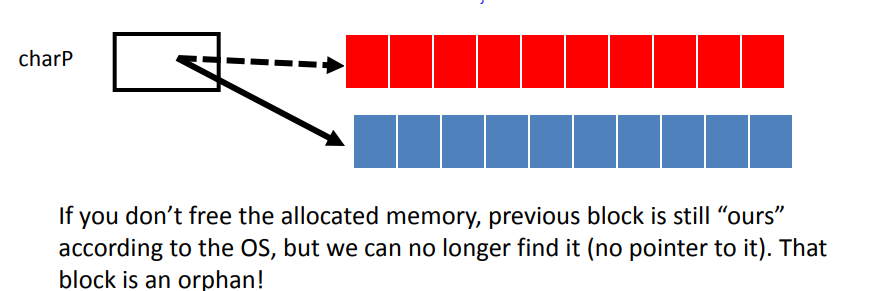 charP
If you don’t free the allocated memory, previous block is still “ours”
according to the OS, but we can no longer find it (no pointer to it). That
block is an orphan!